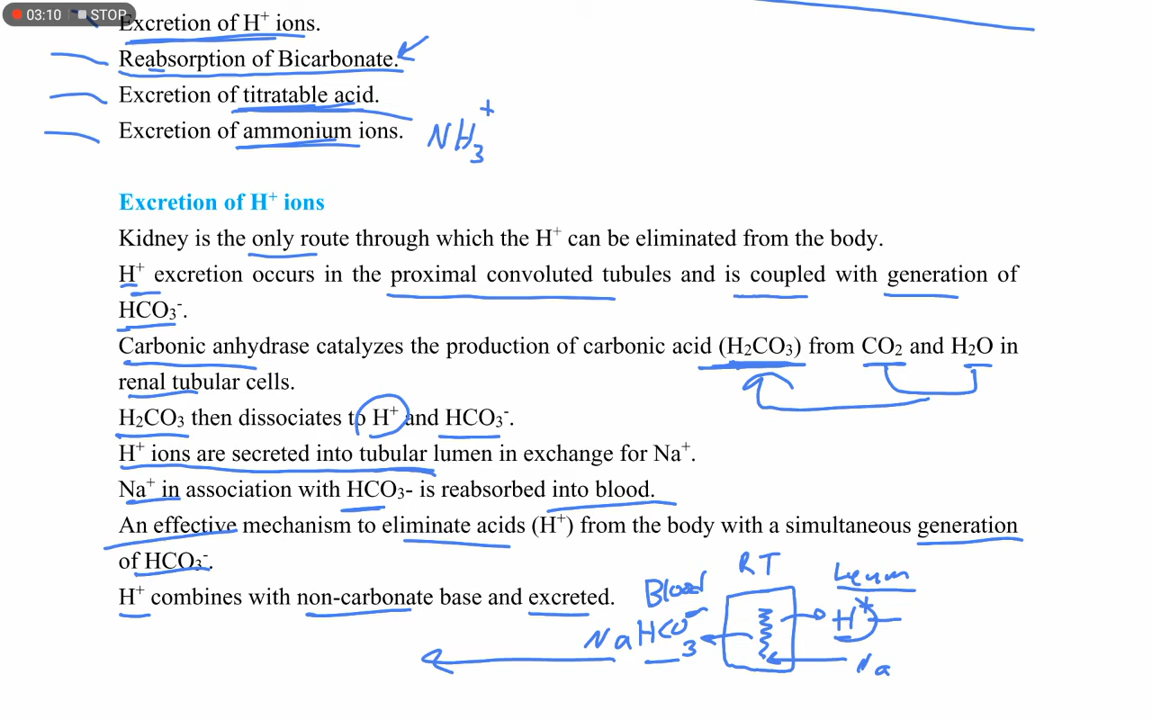 03:10 STOP
Excretion of H⁺ ions.
Reabsorption of Bicarbonate.
Excretion of titratable acid.
Excretion of ammonium ions. NH₃⁺
Excretion of H⁺ ions
Kidney is the only route through which the H⁺ can be eliminated from the body.
H⁺ excretion occurs in the proximal convoluted tubules and is coupled with generation of
HCO₃⁻.
Carbonic anhydrase catalyzes the production of carbonic acid (H₂CO₃) from CO₂ and H₂O in
renal tubular cells.
H₂CO₃ then dissociates to H⁺ and HCO₃⁻.
H⁺ ions are secreted into tubular lumen in exchange for Na⁺.
Na⁺ in association with HCO₃- is reabsorbed into blood.
An effective mechanism to eliminate acids (H⁺) from the body with a simultaneous generation
of HCO₃⁻.
H⁺ combines with non-carbonate base and excreted.
Blood RT
NaHCO₃⁻ H⁺
Na